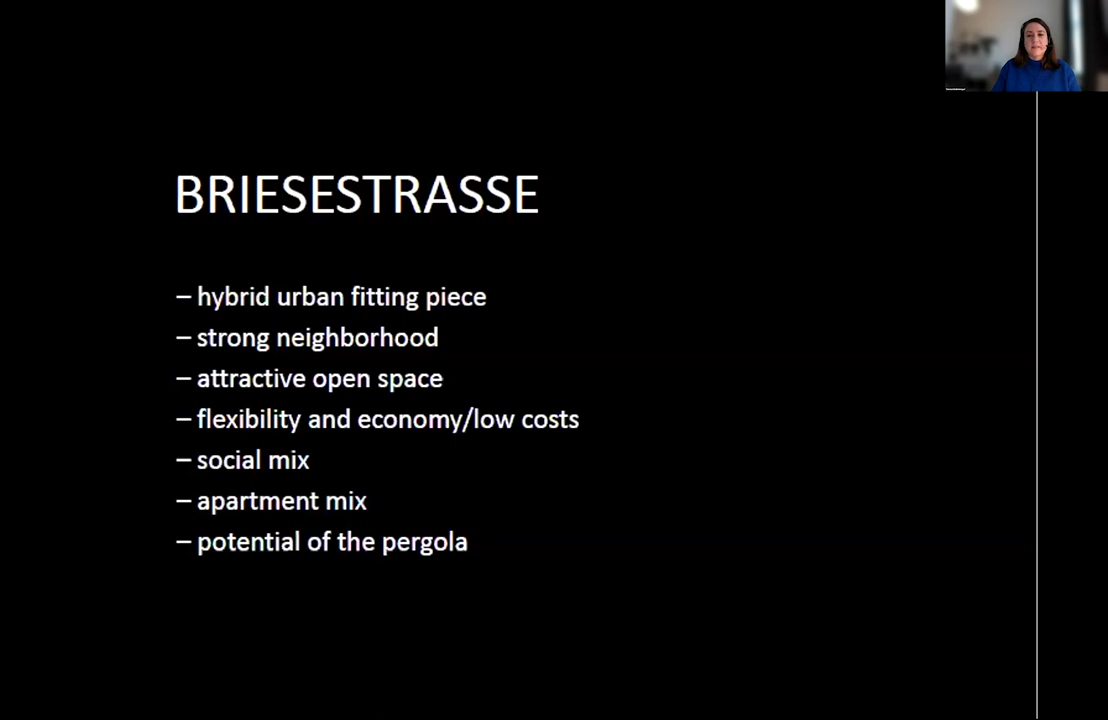 BRIESESTRASSE
– hybrid urban fitting piece
– strong neighborhood
– attractive open space
– flexibility and economy/low costs
– social mix
– apartment mix
– potential of the pergola